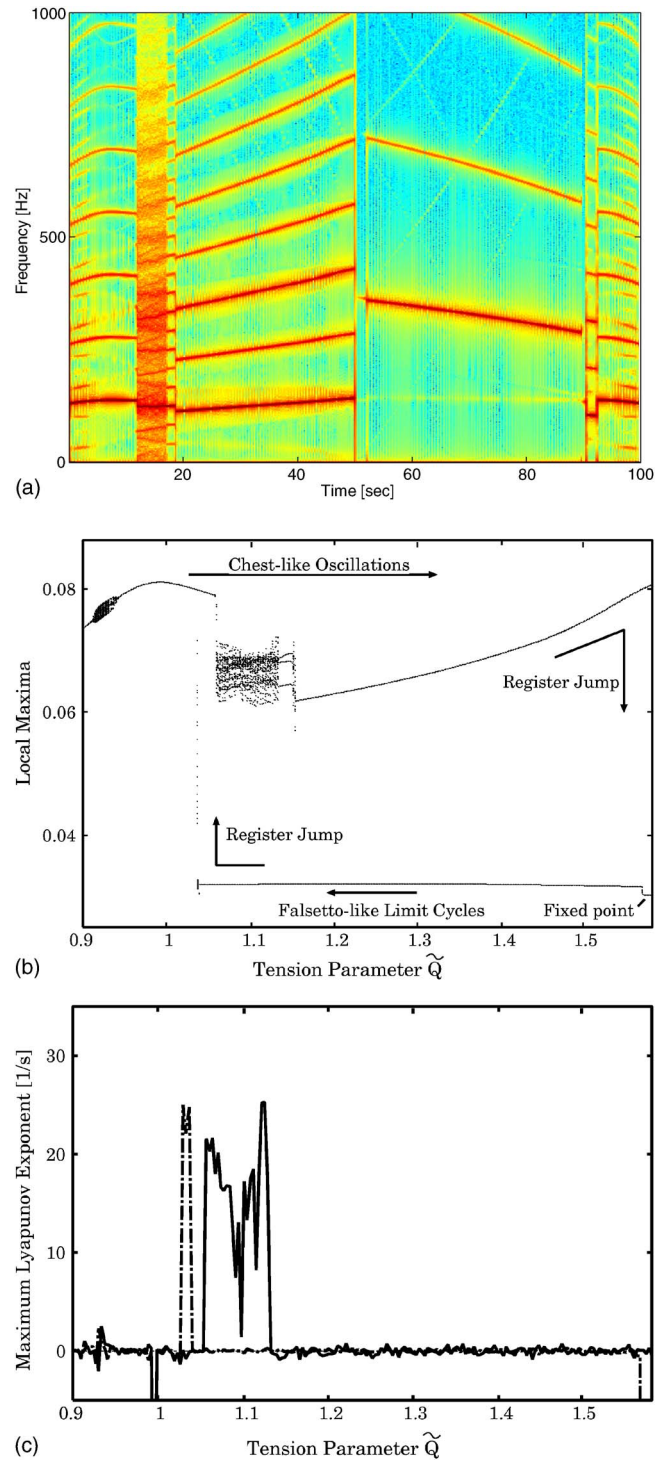 1000
500
0
Frequency [Hz]
20
40
60
80
100
Time [sec]
(a)
Chest-like Oscillations
0.08
0.06
0.04
Local Maxima
Register Jump
Register Jump
Falsetto-like Limit Cycles
Fixed point
0.9
1
1.1
1.2
1.3
1.4
1.5
Tension Parameter Q̃
(b)
30
20
10
0
Maximum Lyapunov Exponent [1/s]
0.9
1
1.1
1.2
1.3
1.4
1.5
Tension Parameter Q̃
(c)